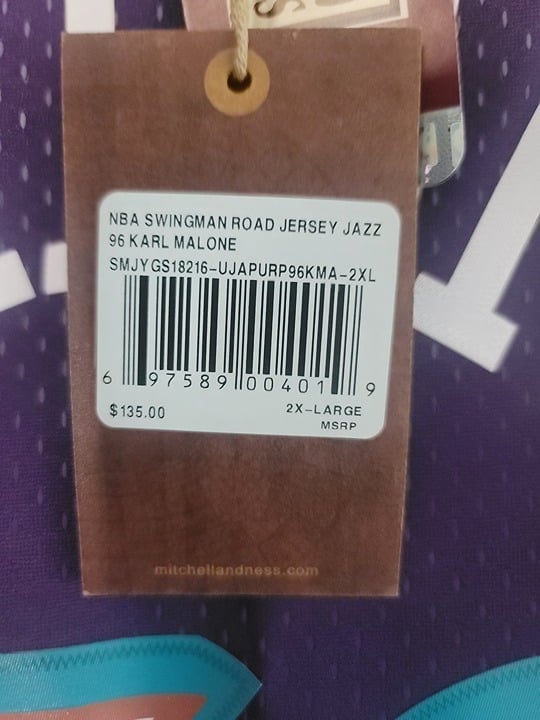 NBA SWINGMAN ROAD JERSEY JAZZ
96 KARL MALONE
SMJYGS18216-UJAPURP96KMA-2XL
6 97589 00401 9
$135.00 2X-LARGE
MSRP
mitchellandness.com